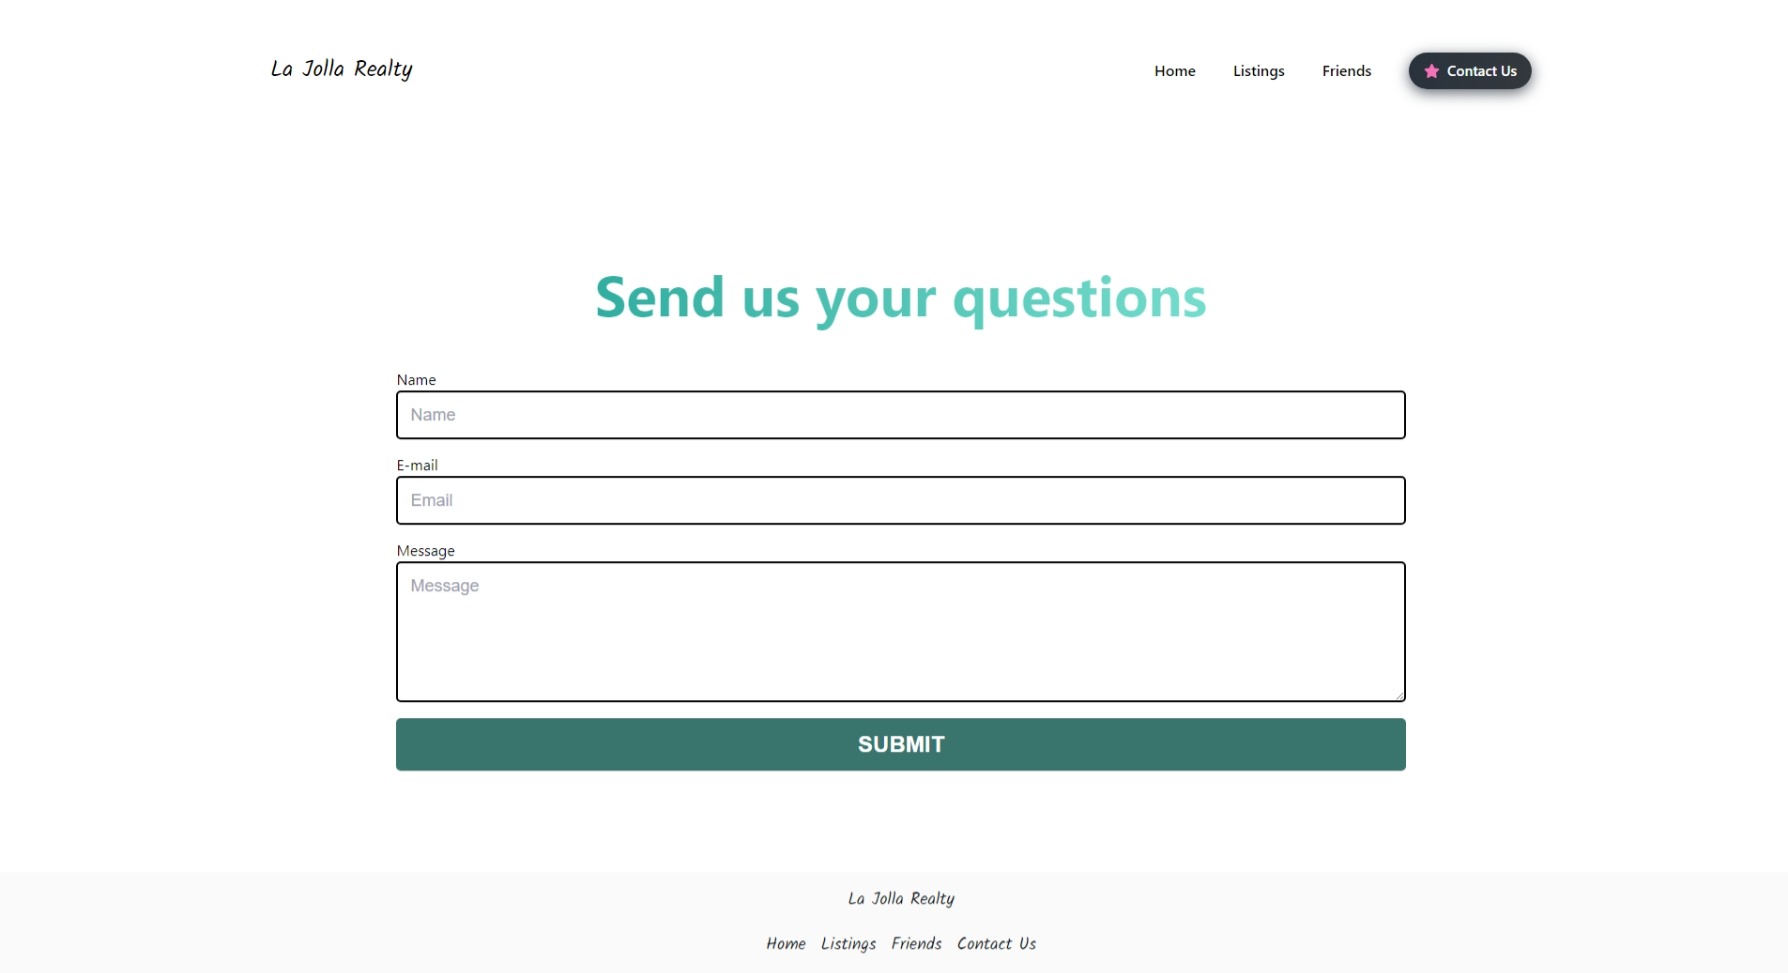 La Jolla Realty
Home Listings Friends Contact Us
Send us your questions
Name
Name
E-mail
Email
Message
Message
SUBMIT
La Jolla Realty
Home Listings Friends Contact Us